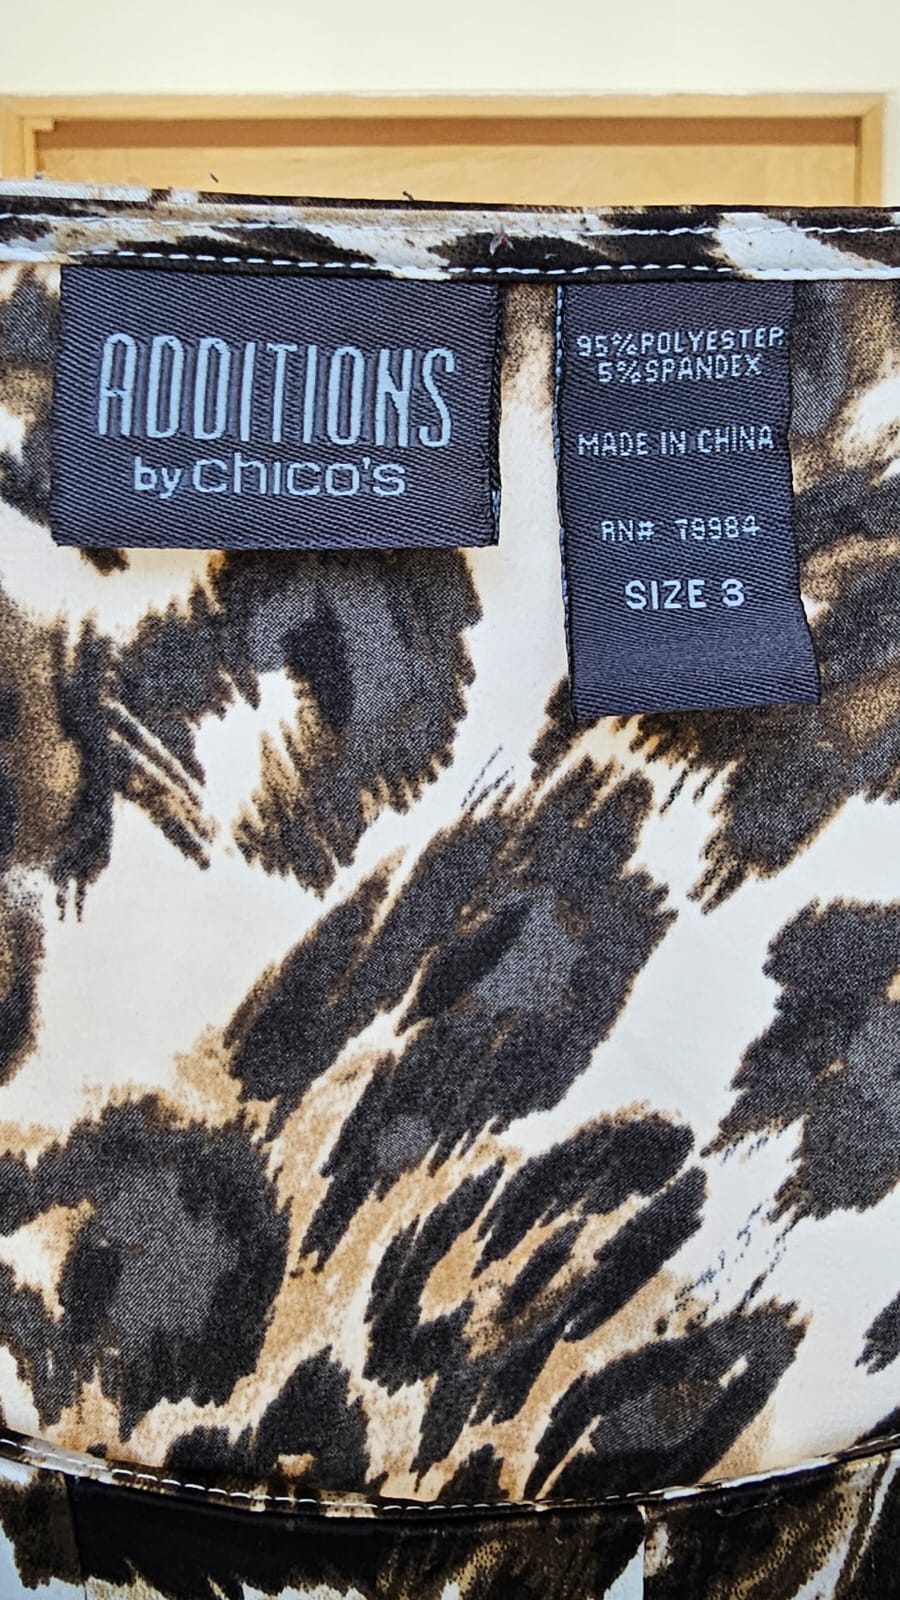 ADDITIONS
by chico's
95%POLYESTER
5%SPANDEX
MADE IN CHINA
RN# 79984
SIZE 3